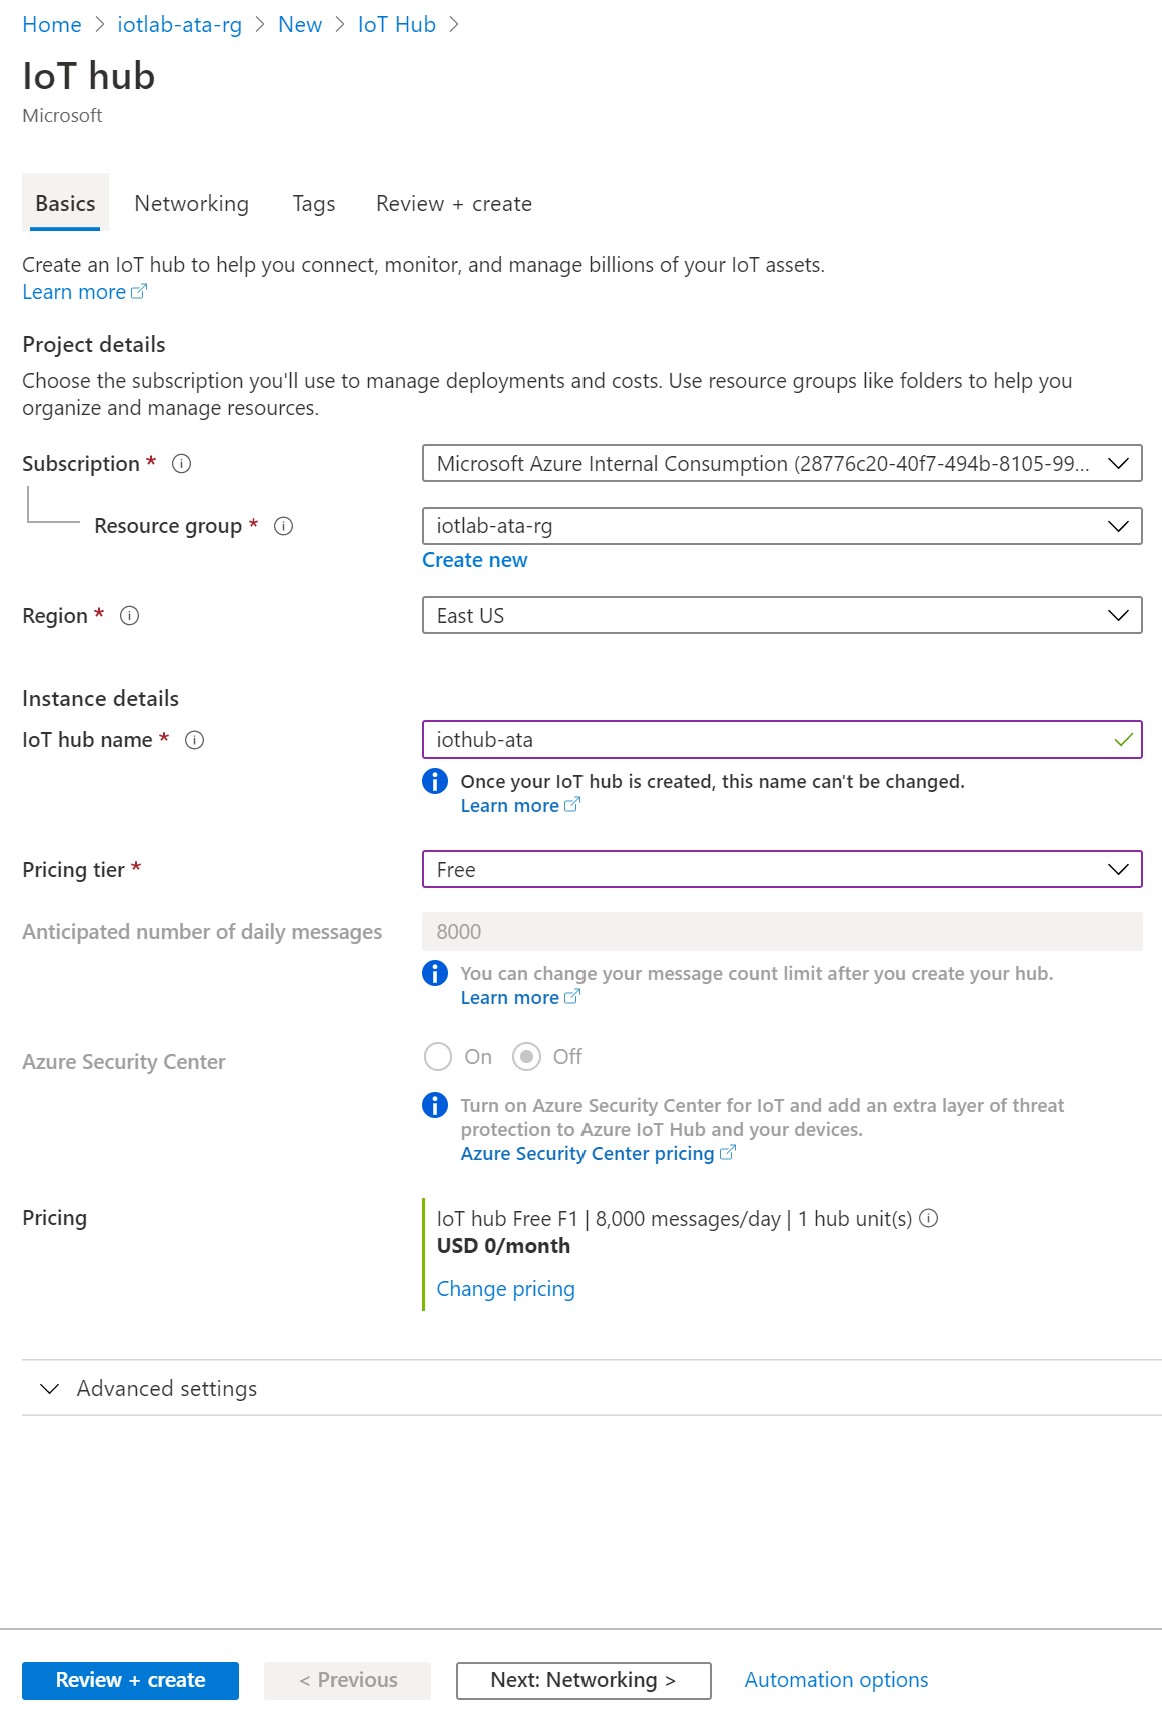 Home > iotlab-ata-rg > New > IoT Hub >
IoT hub
Microsoft
Basics Networking Tags Review + create
Create an IoT hub to help you connect, monitor, and manage billions of your IoT assets.
Learn more
Project details
Choose the subscription you'll use to manage deployments and costs. Use resource groups like folders to help you
organize and manage resources.
Subscription * Microsoft Azure Internal Consumption (28776c20-40f7-494b-8105-99...
Resource group * iotlab-ata-rg
Create new
Region * East US
Instance details
IoT hub name * iothub-ata
Once your IoT hub is created, this name can't be changed.
Learn more
Pricing tier * Free
Anticipated number of daily messages 8000
You can change your message count limit after you create your hub.
Learn more
Azure Security Center On Off
Turn on Azure Security Center for IoT and add an extra layer of threat
protection to Azure IoT Hub and your devices.
Azure Security Center pricing
Pricing IoT hub Free F1 | 8,000 messages/day | 1 hub unit(s)
USD 0/month
Change pricing
Advanced settings
Review + create < Previous Next: Networking > Automation options